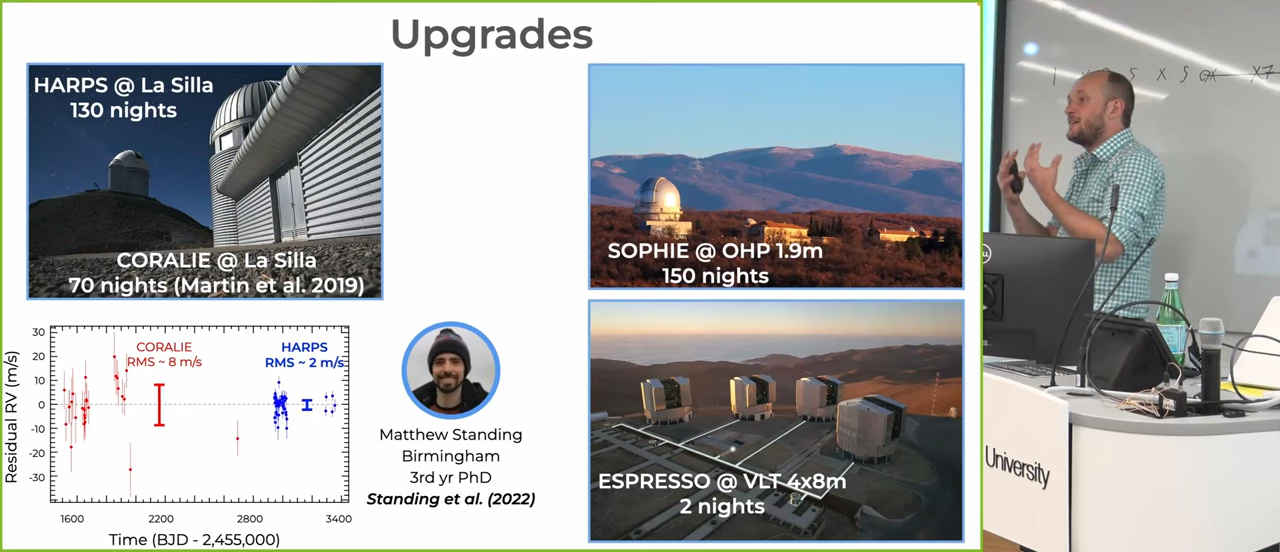 Upgrades
HARPS @ La Silla
130 nights
CORALIE @ La Silla
70 nights (Martin et al. 2019)
SOPHIE @ OHP 1.9m
150 nights
ESPRESSO @ VLT 4x8m
2 nights
Residual RV (m/s)
30
20
10
0
-10
-20
-30
CORALIE
RMS ~ 8 m/s
HARPS
RMS ~ 2 m/s
1600
2200
2800
3400
Time (BJD - 2,455,000)
Matthew Standing
Birmingham
3rd yr PhD
Standing et al. (2022)
University